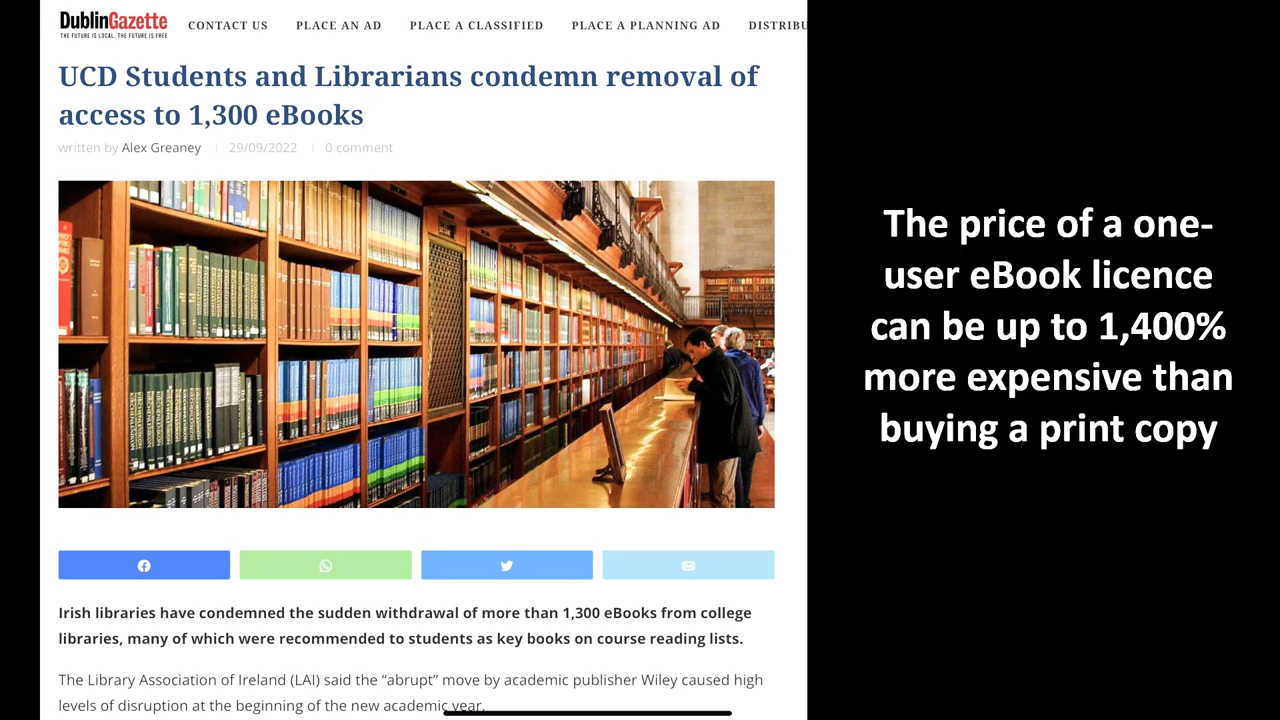 DublinGazette
THE FUTURE IS LOCAL, THE FUTURE IS FREE
CONTACT US PLACE AN AD PLACE A CLASSIFIED PLACE A PLANNING AD DISTRIBU
UCD Students and Librarians condemn removal of
access to 1,300 eBooks
written by Alex Greaney 29/09/2022 0 comment
Irish libraries have condemned the sudden withdrawal of more than 1,300 eBooks from college
libraries, many of which were recommended to students as key books on course reading lists.
The Library Association of Ireland (LAI) said the “abrupt” move by academic publisher Wiley caused high
levels of disruption at the beginning of the new academic year.
The price of a one-
user eBook licence
can be up to 1,400%
more expensive than
buying a print copy